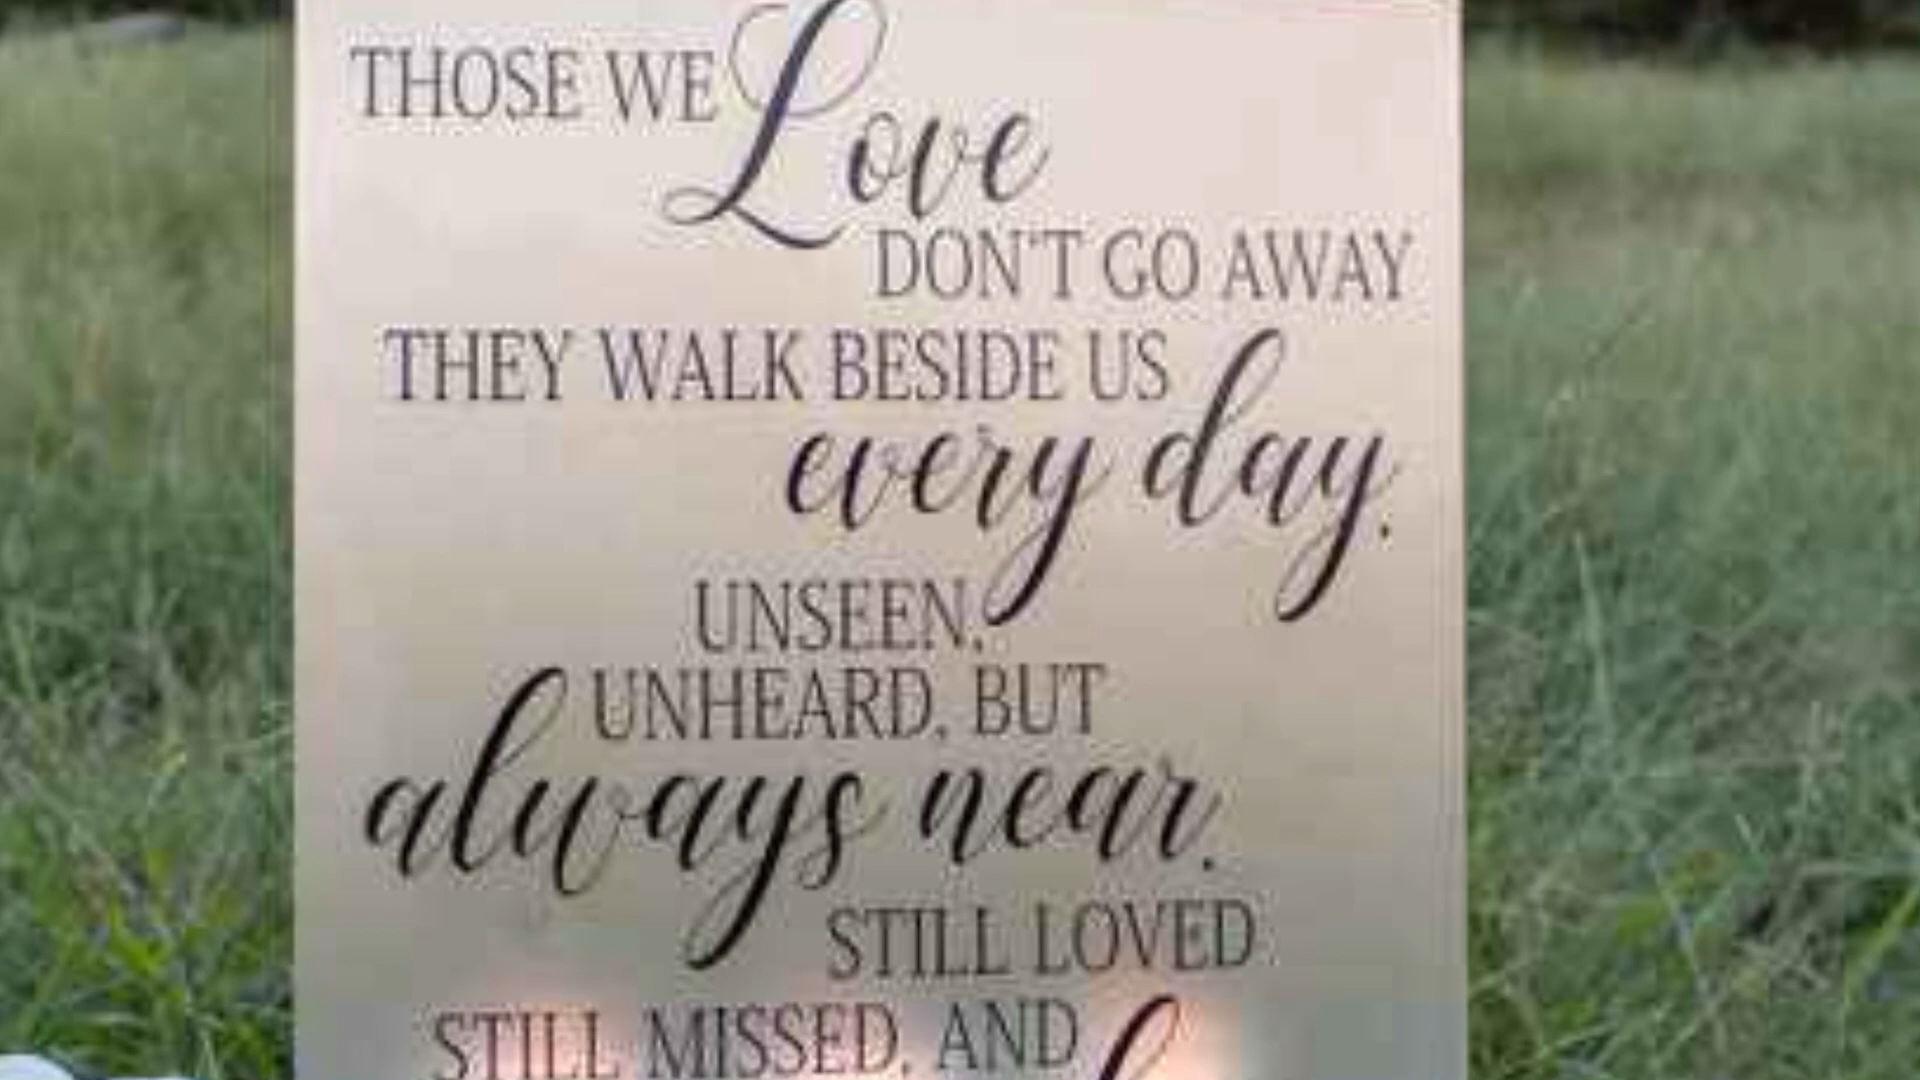 THOSE WE Love
DON'T GO AWAY
THEY WALK BESIDE US
every day.
UNSEEN,
UNHEARD, BUT
always near.
STILL LOVED
STILL MISSED, AND